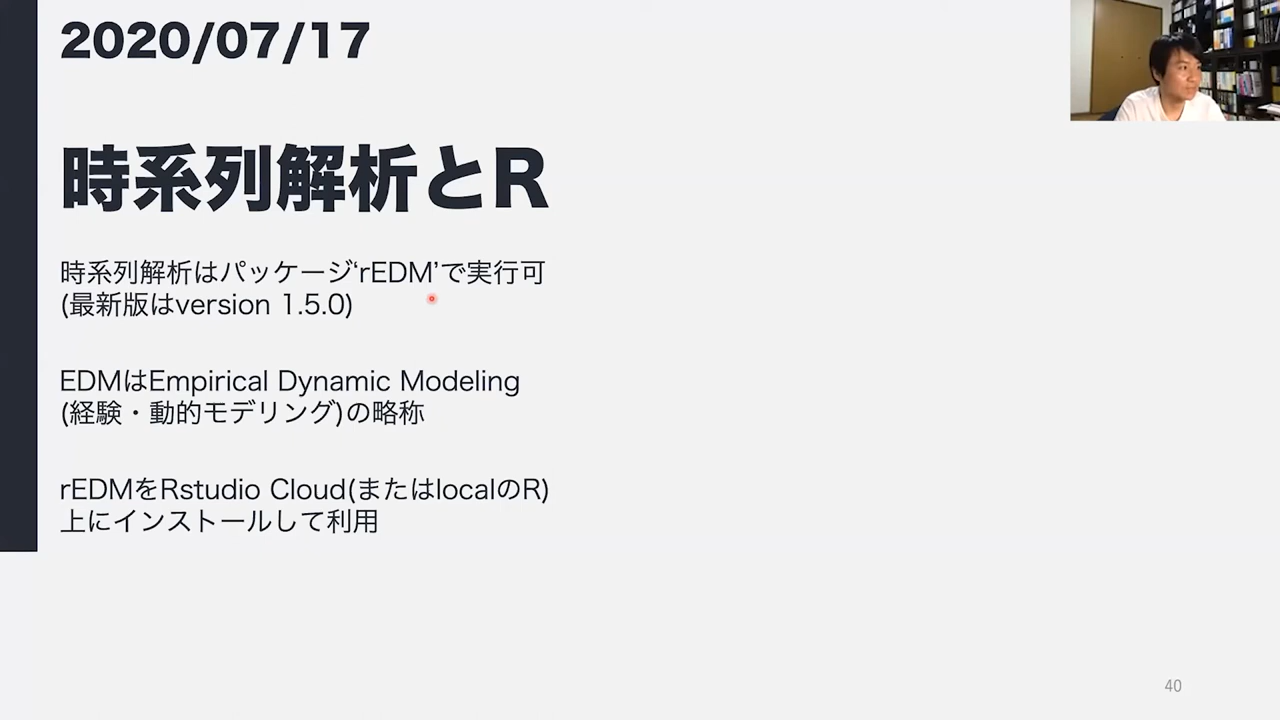 2020/07/17
時系列解析とR
時系列解析はパッケージ‘rEDM’で実行可
(最新版はversion 1.5.0)
EDMはEmpirical Dynamic Modeling
(経験・動的モデリング)の略称
rEDMをRstudio Cloud(またはlocalのR)
上にインストールして利用
40